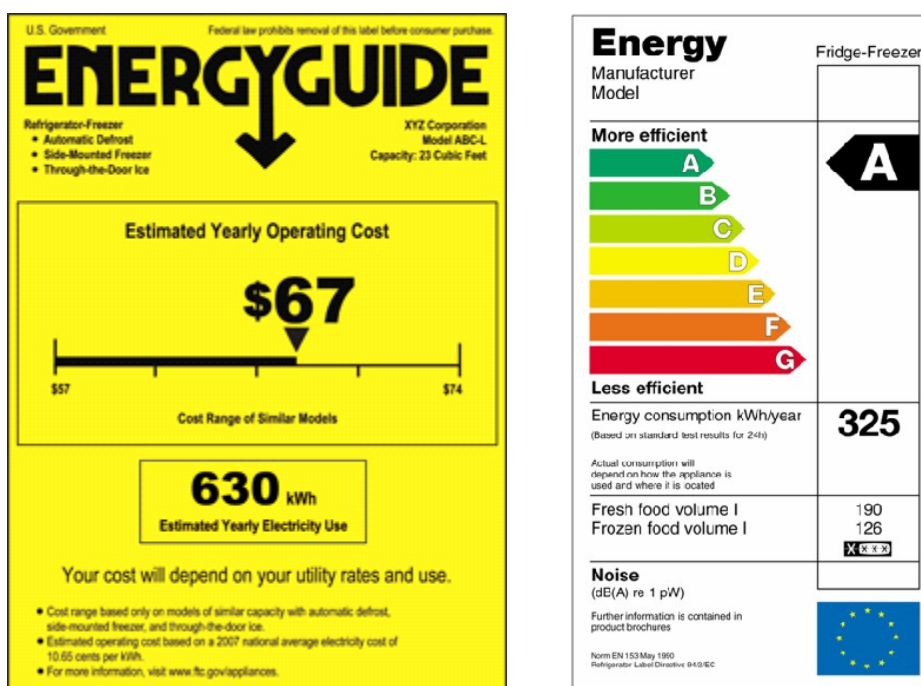 U.S. Government
Federal law prohibits removal of this label before consumer purchase.
ENERGYGUIDE
Refrigerator-Freezer
• Automatic Defrost
• Side-Mounted Freezer
• Through-the-Door Ice
XYZ Corporation
Model ABC-L
Capacity: 23 Cubic Feet
Estimated Yearly Operating Cost
$67
$57
$74
Cost Range of Similar Models
630 kWh
Estimated Yearly Electricity Use
Your cost will depend on your utility rates and use.
• Cost range based only on models of similar capacity with automatic defrost,
side-mounted freezer, and through-the-door ice.
• Estimated operating cost based on a 2007 national average electricity cost of
10.65 cents per kWh.
• For more information, visit www.ftc.gov/appliances.
Energy
Fridge-Freezer
Manufacturer
Model
More efficient
A
A
B
C
D
E
F
G
Less efficient
Energy consumption kWh/year
325
(Based on standard test results for 24h)
Actual consumption will
depend on how the appliance is
used and where it is located
Fresh food volume l
190
Frozen food volume l
126
Noise
(dB(A) re 1 pW)
Further information is contained in
product brochures
Norm EN 153 May 1990
Refrigerator Label Directive 94/2/EC